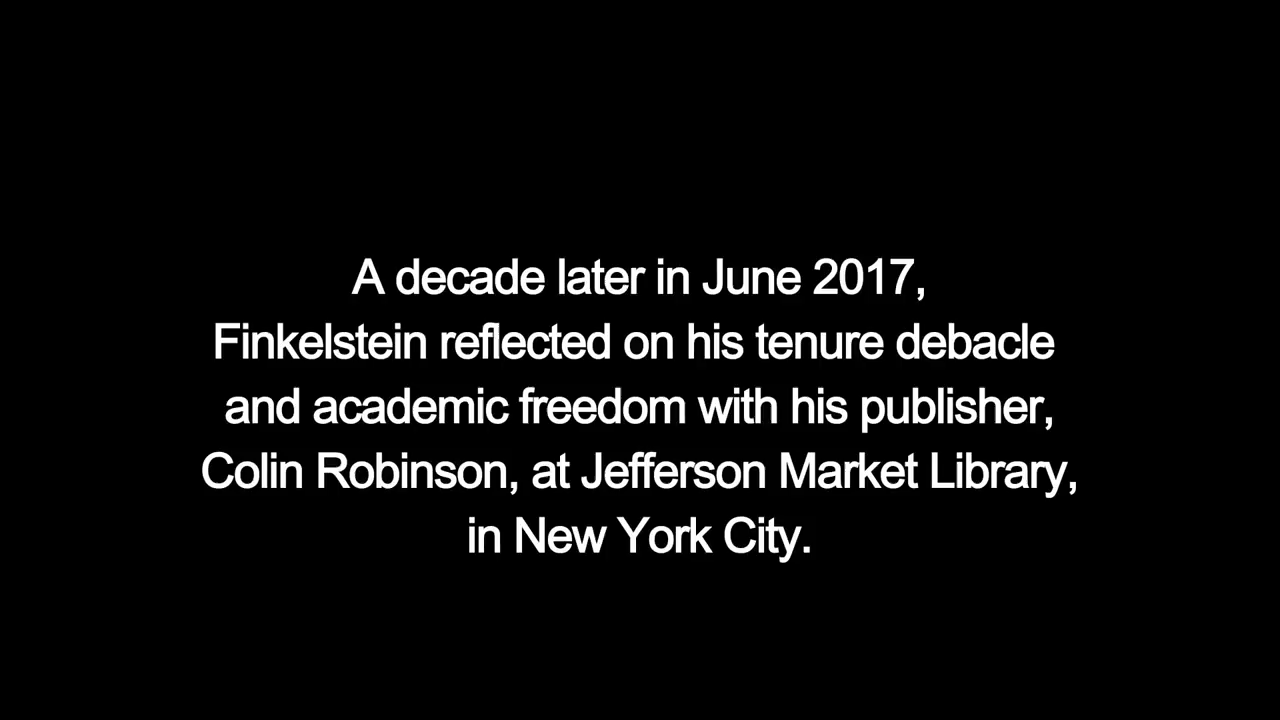 A decade later in June 2017,
Finkelstein reflected on his tenure debacle
and academic freedom with his publisher,
Colin Robinson, at Jefferson Market Library,
in New York City.